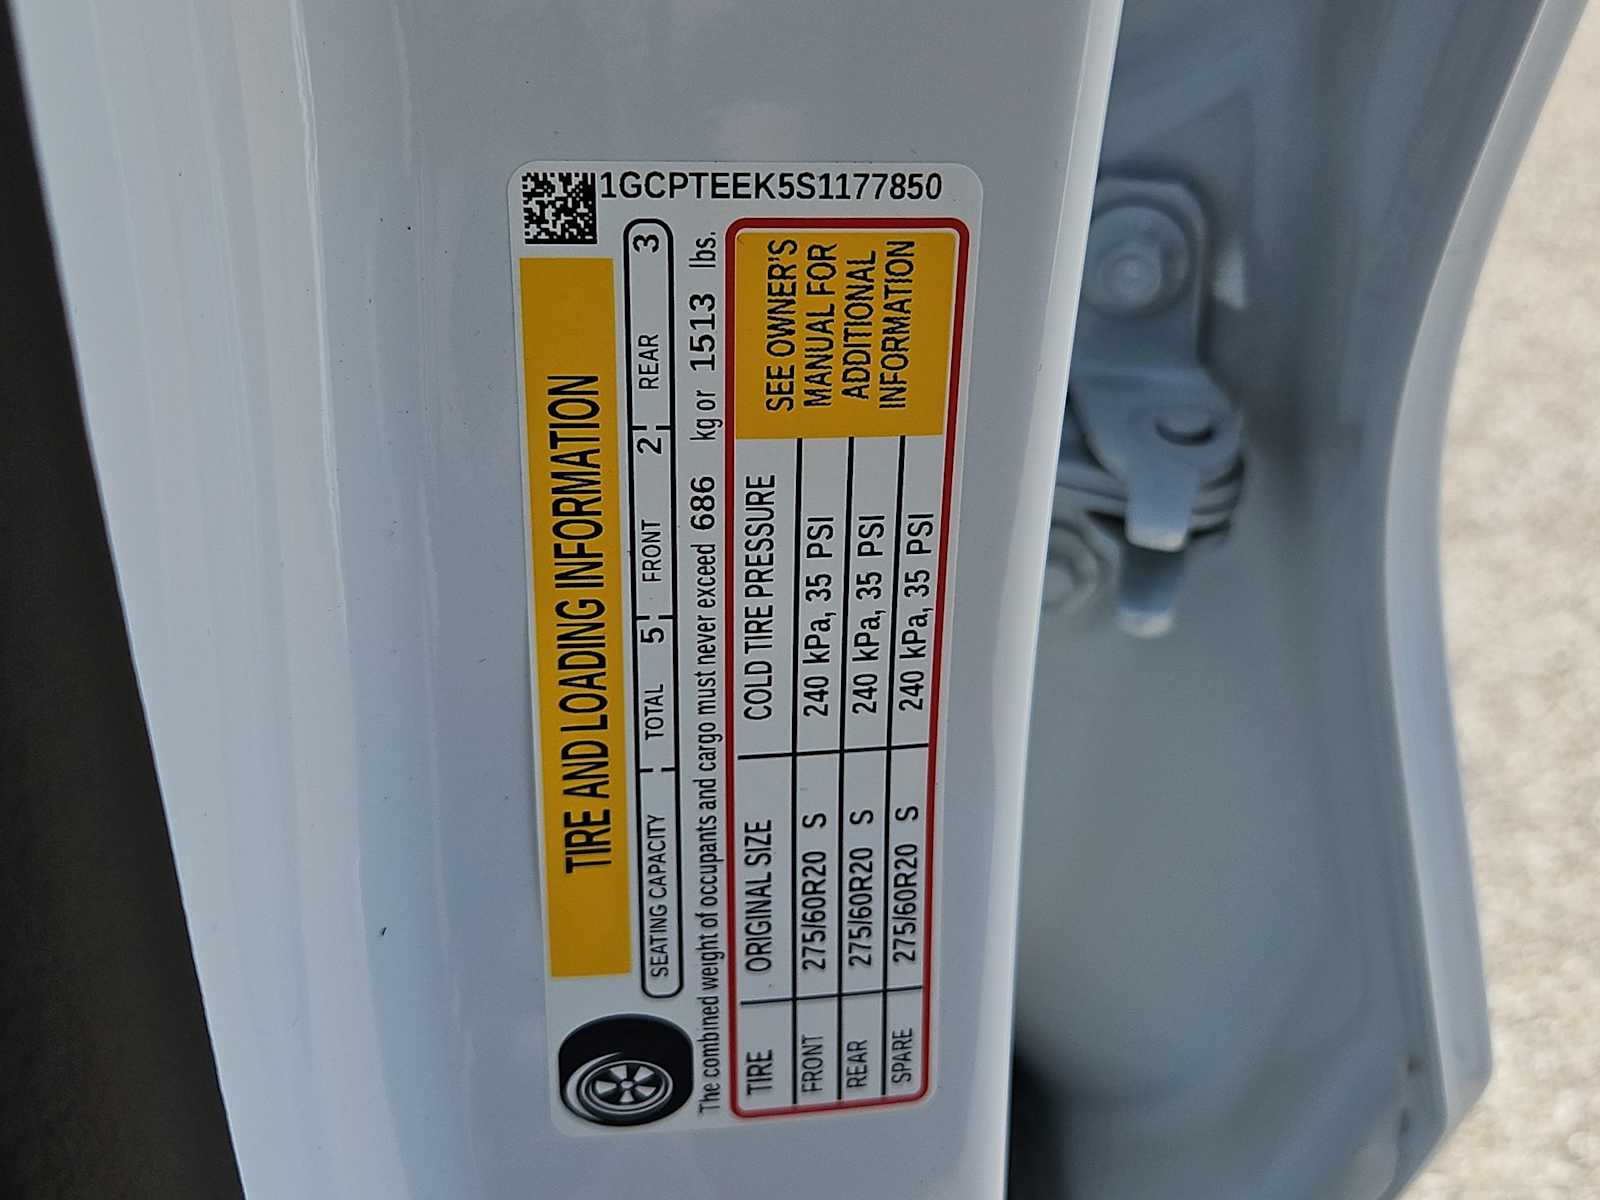 1GCPTEEK5S1177850
TIRE AND LOADING INFORMATION
SEATING CAPACITY TOTAL 5 FRONT 2 REAR 3
The combined weight of occupants and cargo must never exceed 686 kg or 1513 lbs.
TIRE ORIGINAL SIZE COLD TIRE PRESSURE
FRONT 275/60R20 S 240 kPa, 35 PSI
REAR 275/60R20 S 240 kPa, 35 PSI
SPARE 275/60R20 S 240 kPa, 35 PSI
SEE OWNER'S
MANUAL FOR
ADDITIONAL
INFORMATION